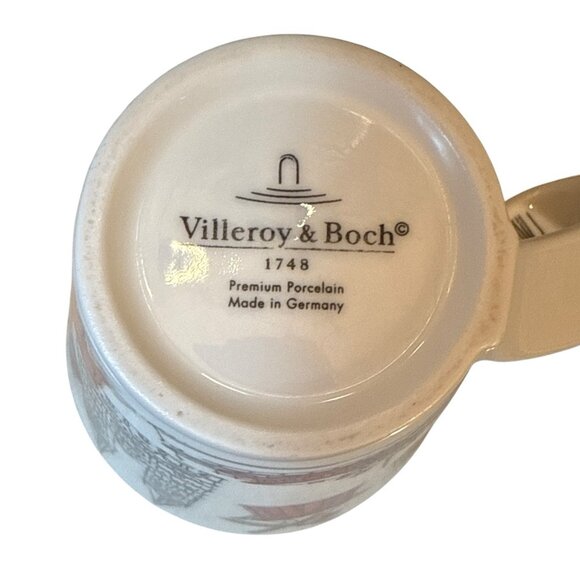 Villeroy & Boch©
1748
Premium Porcelain
Made in Germany